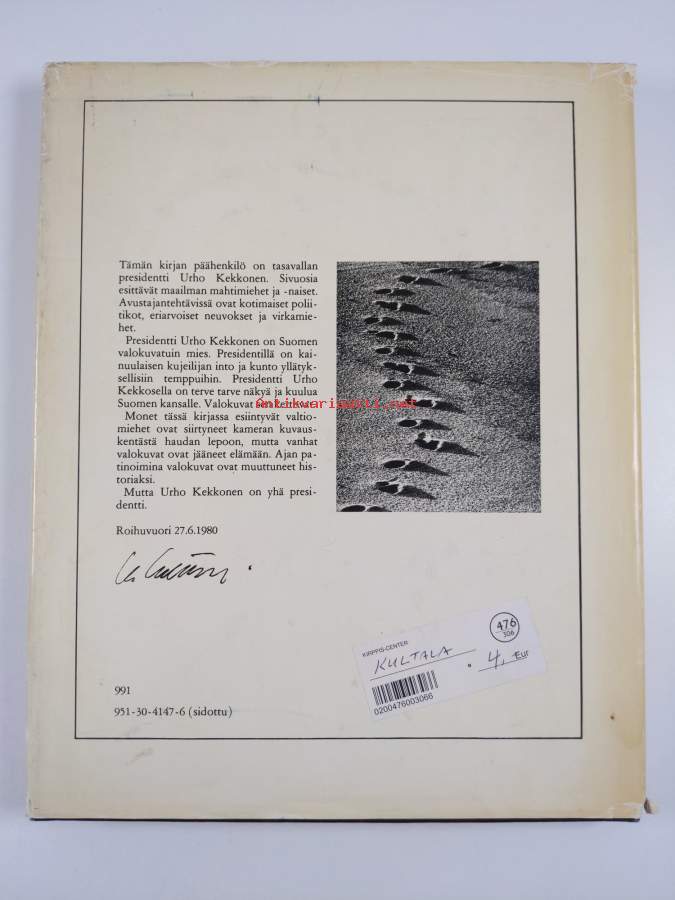 Tämän kirjan päähenkilö on tasavallan
presidentti Urho Kekkonen. Sivuosia
esittävät maailman mahtimiehet ja -naiset.
Avustajantehtävissä ovat kotimaiset polii-
tikot, eriarvoiset neuvokset ja virkamie-
het.
Presidentti Urho Kekkonen on Suomen
valokuvatuin mies. Presidentillä on kai-
nuulaisen kujeilijan into ja kunto yllätyk-
sellisiin temppuihin. Presidentti Urho
Kekkosella on terve tarve näkyä ja kuulua
Suomen kansalle. Valokuvat sen kertovat.
Antikvariaatti.net
Monet tässä kirjassa esiintyvät valtio-
miehet ovat siirtyneet kameran kuvaus-
kentästä haudan lepoon, mutta vanhat
valokuvat ovat jääneet elämään. Ajan pa-
tinoimina valokuvat ovat muuttuneet his-
toriaksi.
Mutta Urho Kekkonen on yhä presi-
dentti.
Roihuvuori 27.6.1980
KIRPPIS-CENTER
476
306
KULTALA
4,- Eur
0200476003066
991
951-30-4147-6 (sidottu)